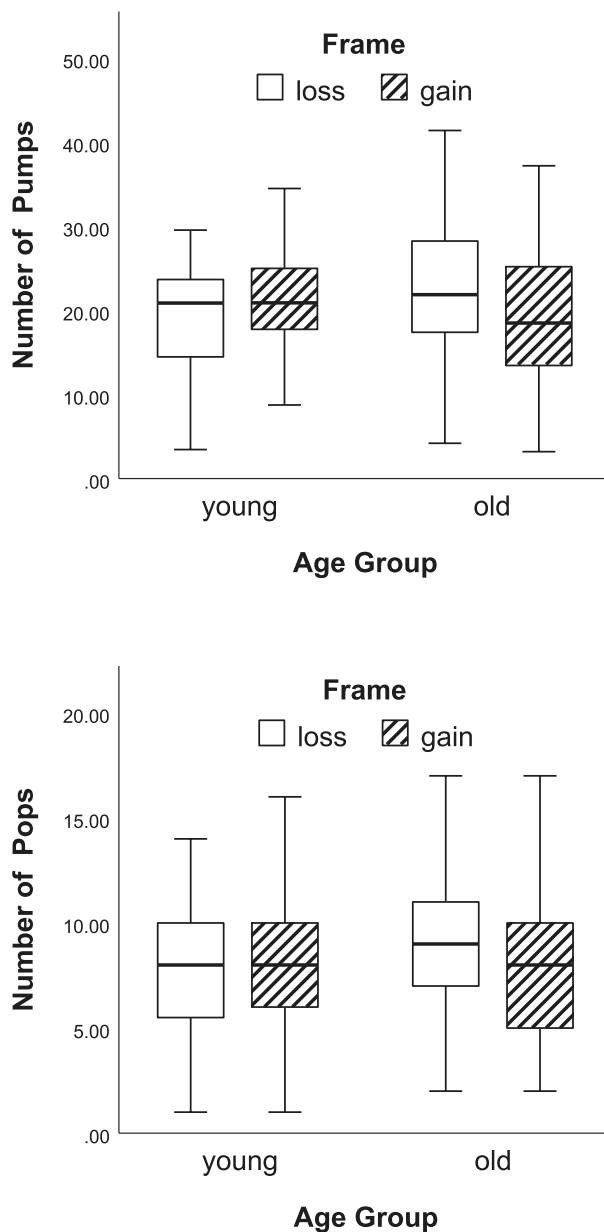 Frame
loss gain
Number of Pumps
50.00
40.00
30.00
20.00
10.00
.00
young old
Age Group
Frame
loss gain
Number of Pops
20.00
15.00
10.00
5.00
.00
young old
Age Group